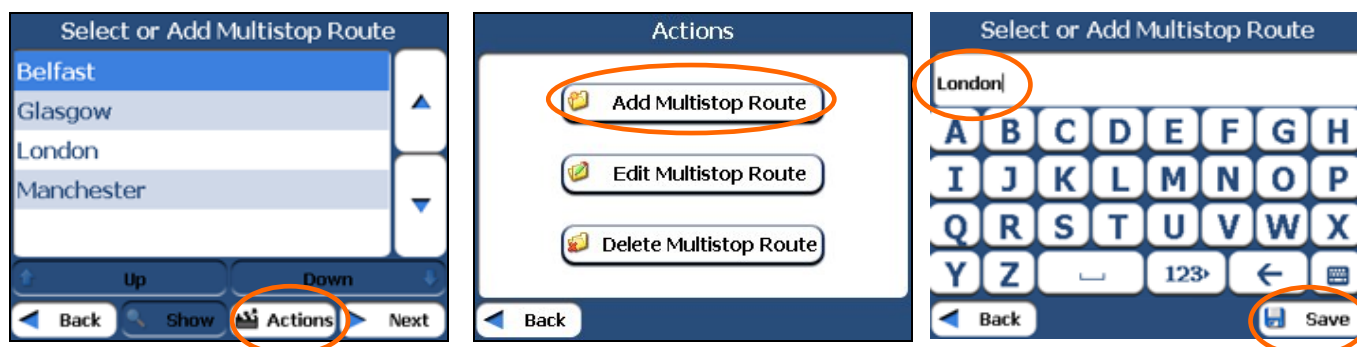 Select or Add Multistop Route
Belfast
Glasgow
London
Manchester
Up Down
Back Show Actions Next
Actions
Add Multistop Route
Edit Multistop Route
Delete Multistop Route
Back
Select or Add Multistop Route
London
A B C D E F G H
I J K L M N O P
Q R S T U V W X
Y Z 123
Back Save